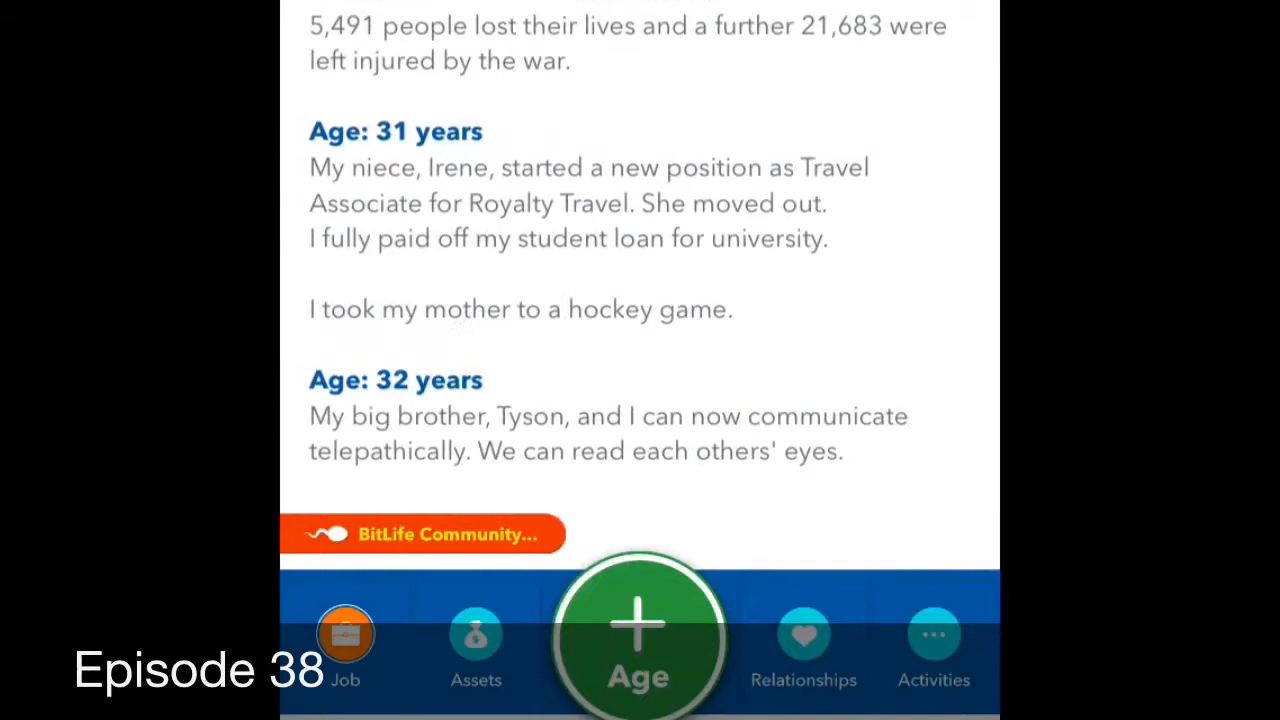 5,491 people lost their lives and a further 21,683 were
left injured by the war.
Age: 31 years
My niece, Irene, started a new position as Travel
Associate for Royalty Travel. She moved out.
I fully paid off my student loan for university.
I took my mother to a hockey game.
Age: 32 years
My big brother, Tyson, and I can now communicate
telepathically. We can read each others' eyes.
BitLife Community...
Job
Assets
Age
Relationships
Activities
Episode 38